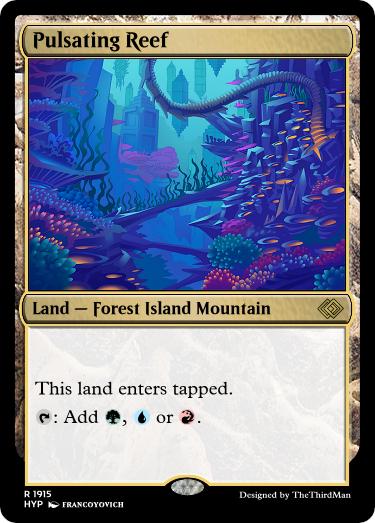 Pulsating Reef
Land — Forest Island Mountain
This land enters tapped.
: Add , or .
R 1915
HYP FRANCOYOVICH
Designed by TheThirdMan